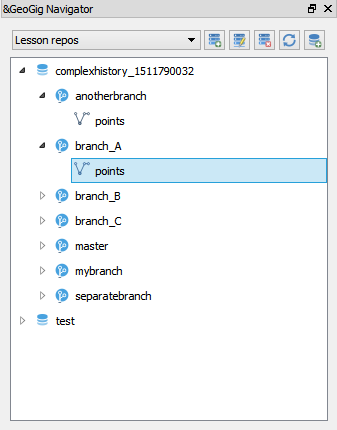 &GeoGig Navigator
Lesson repos
complexhistory_1511790032
anotherbranch
points
branch_A
points
branch_B
branch_C
master
mybranch
separatebranch
test